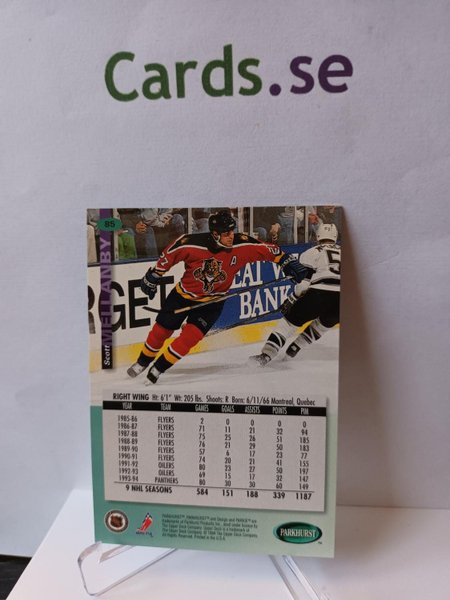 Cards.se
85
Scott
MELLANBY
27
A
5
RGET
EAT W
BANK
RIGHT WING Ht: 6'1" Wt: 205 lbs. Shoots: R Born: 6/11/66 Montreal, Quebec
YEAR TEAM GAMES GOALS ASSISTS POINTS PIM
1985-86 FLYERS 2 0 0 0 0
1986-87 FLYERS 71 11 21 32 94
1987-88 FLYERS 75 25 26 51 185
1988-89 FLYERS 76 21 29 50 183
1989-90 FLYERS 57 6 17 23 77
1990-91 FLYERS 74 20 21 41 155
1991-92 OILERS 80 23 27 50 197
1992-93 OILERS 69 15 17 32 147
1993-94 PANTHERS 80 30 30 60 149
9 NHL SEASONS 584 151 188 339 1187
PARKHURST